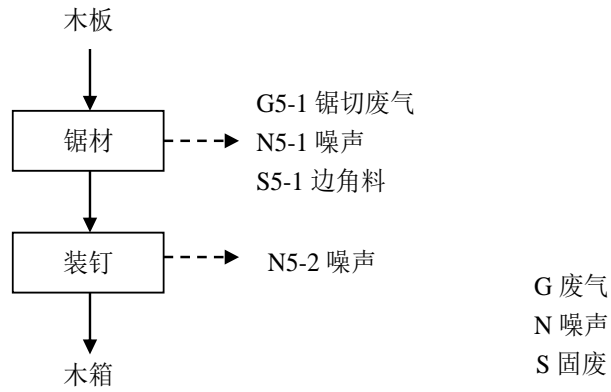 木板
锯材
G5-1 锯切废气
N5-1 噪声
S5-1 边角料
装钉
N5-2 噪声
木箱
G 废气
N 噪声
S 固废